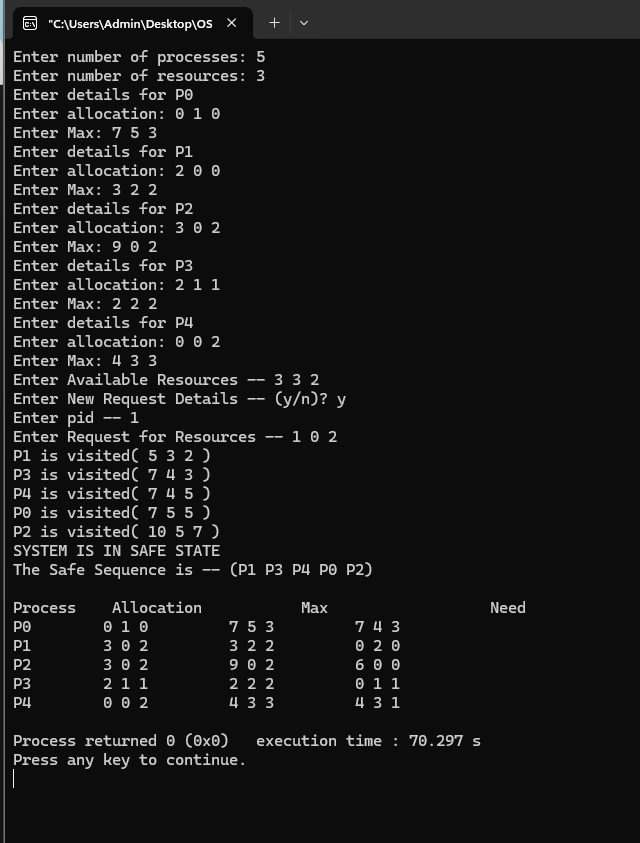 "C:\Users\Admin\Desktop\OS
Enter number of processes: 5
Enter number of resources: 3
Enter details for P0
Enter allocation: 0 1 0
Enter Max: 7 5 3
Enter details for P1
Enter allocation: 2 0 0
Enter Max: 3 2 2
Enter details for P2
Enter allocation: 3 0 2
Enter Max: 9 0 2
Enter details for P3
Enter allocation: 2 1 1
Enter Max: 2 2 2
Enter details for P4
Enter allocation: 0 0 2
Enter Max: 4 3 3
Enter Available Resources -- 3 3 2
Enter New Request Details -- (y/n)? y
Enter pid -- 1
Enter Request for Resources -- 1 0 2
P1 is visited( 5 3 2 )
P3 is visited( 7 4 3 )
P4 is visited( 7 4 5 )
P0 is visited( 7 5 5 )
P2 is visited( 10 5 7 )
SYSTEM IS IN SAFE STATE
The Safe Sequence is -- (P1 P3 P4 P0 P2)
Process Allocation Max Need
P0 0 1 0 7 5 3 7 4 3
P1 3 0 2 3 2 2 0 2 0
P2 3 0 2 9 0 2 6 0 0
P3 2 1 1 2 2 2 0 1 1
P4 0 0 2 4 3 3 4 3 1
Process returned 0 (0x0) execution time : 70.297 s
Press any key to continue.